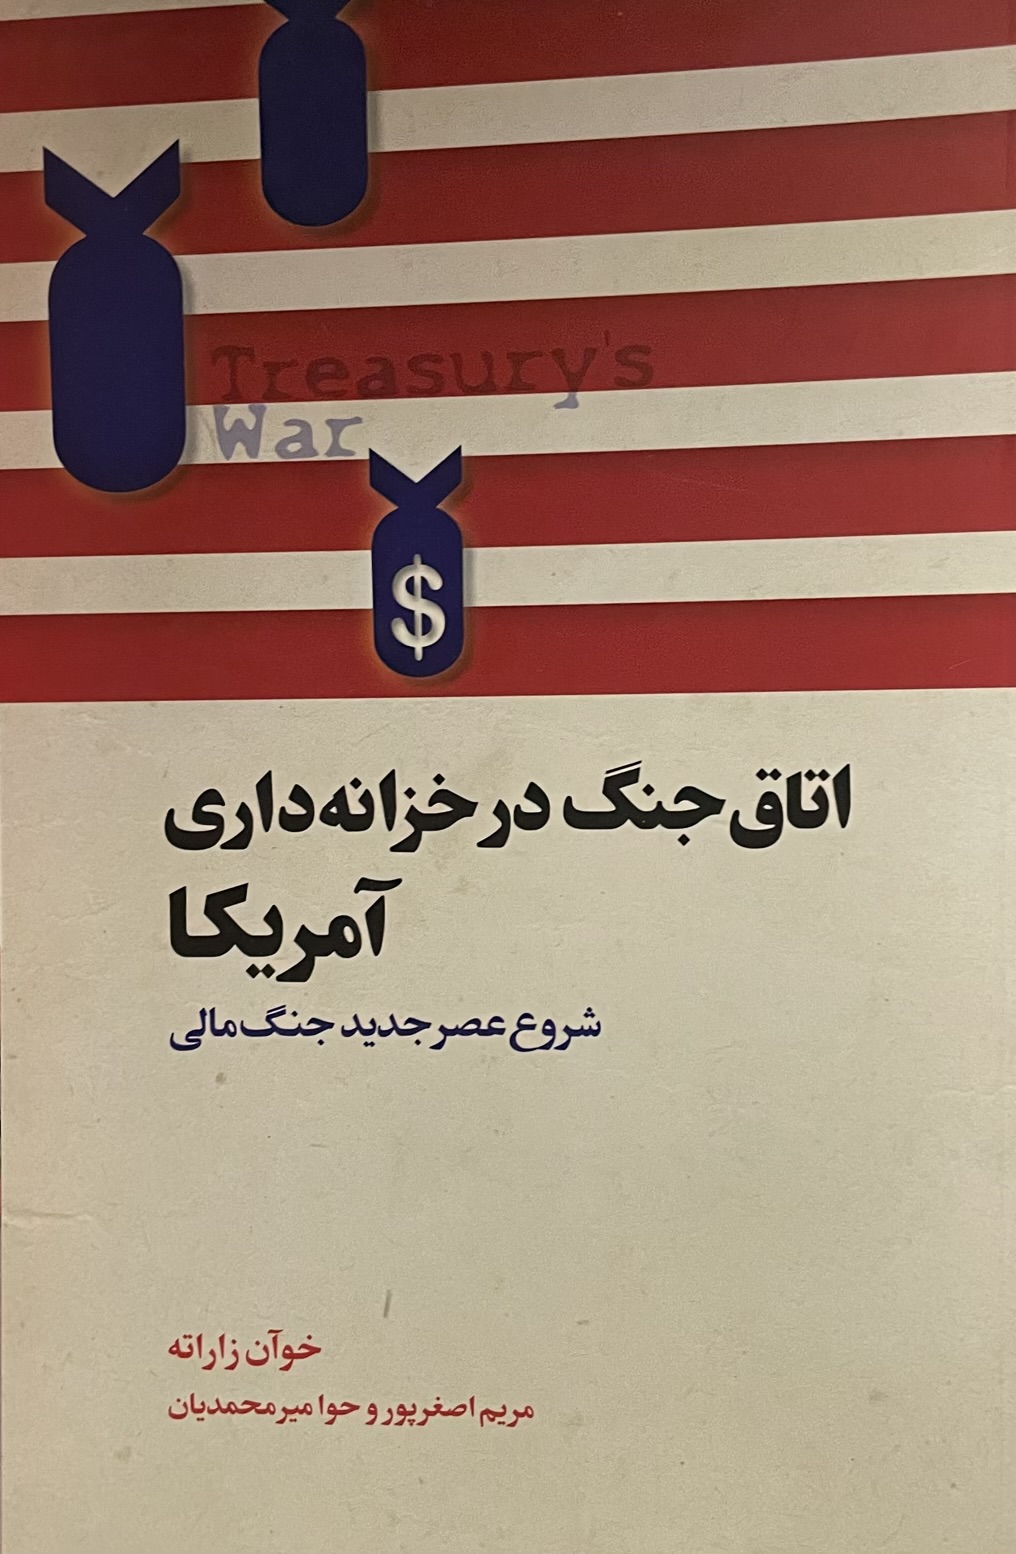 Treasury's
War
$
اتاق جنگ در خزانه‌داری
آمریکا
شروع عصر جدید جنگ مالی
خوآن زاراته
مریم اصغرپور و حوا میرمحمدیان